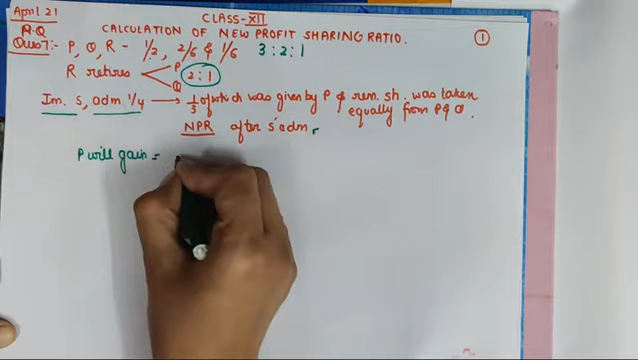 April 21
CLASS-XII
P.Q
CALCULATION OF NEW PROFIT SHARING RATIO.
Ques7:- P, Q, R - 1/2, 2/6 & 1/6 3:2:1
1
R retires P 2:1
Q
Im. S, adm 1/4 → 1/3 of which was given by P & rem. sh. was taken
equally from P & Q.
NPR after S' adm.
P will gain =